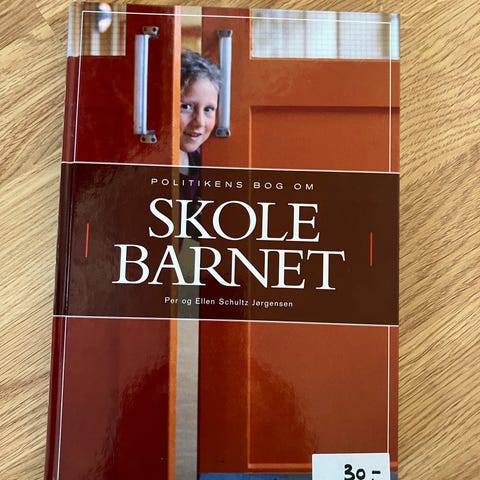 POLITIKENS BOG OM
SKOLE
BARNET
Per og Ellen Schultz Jørgensen
30,-